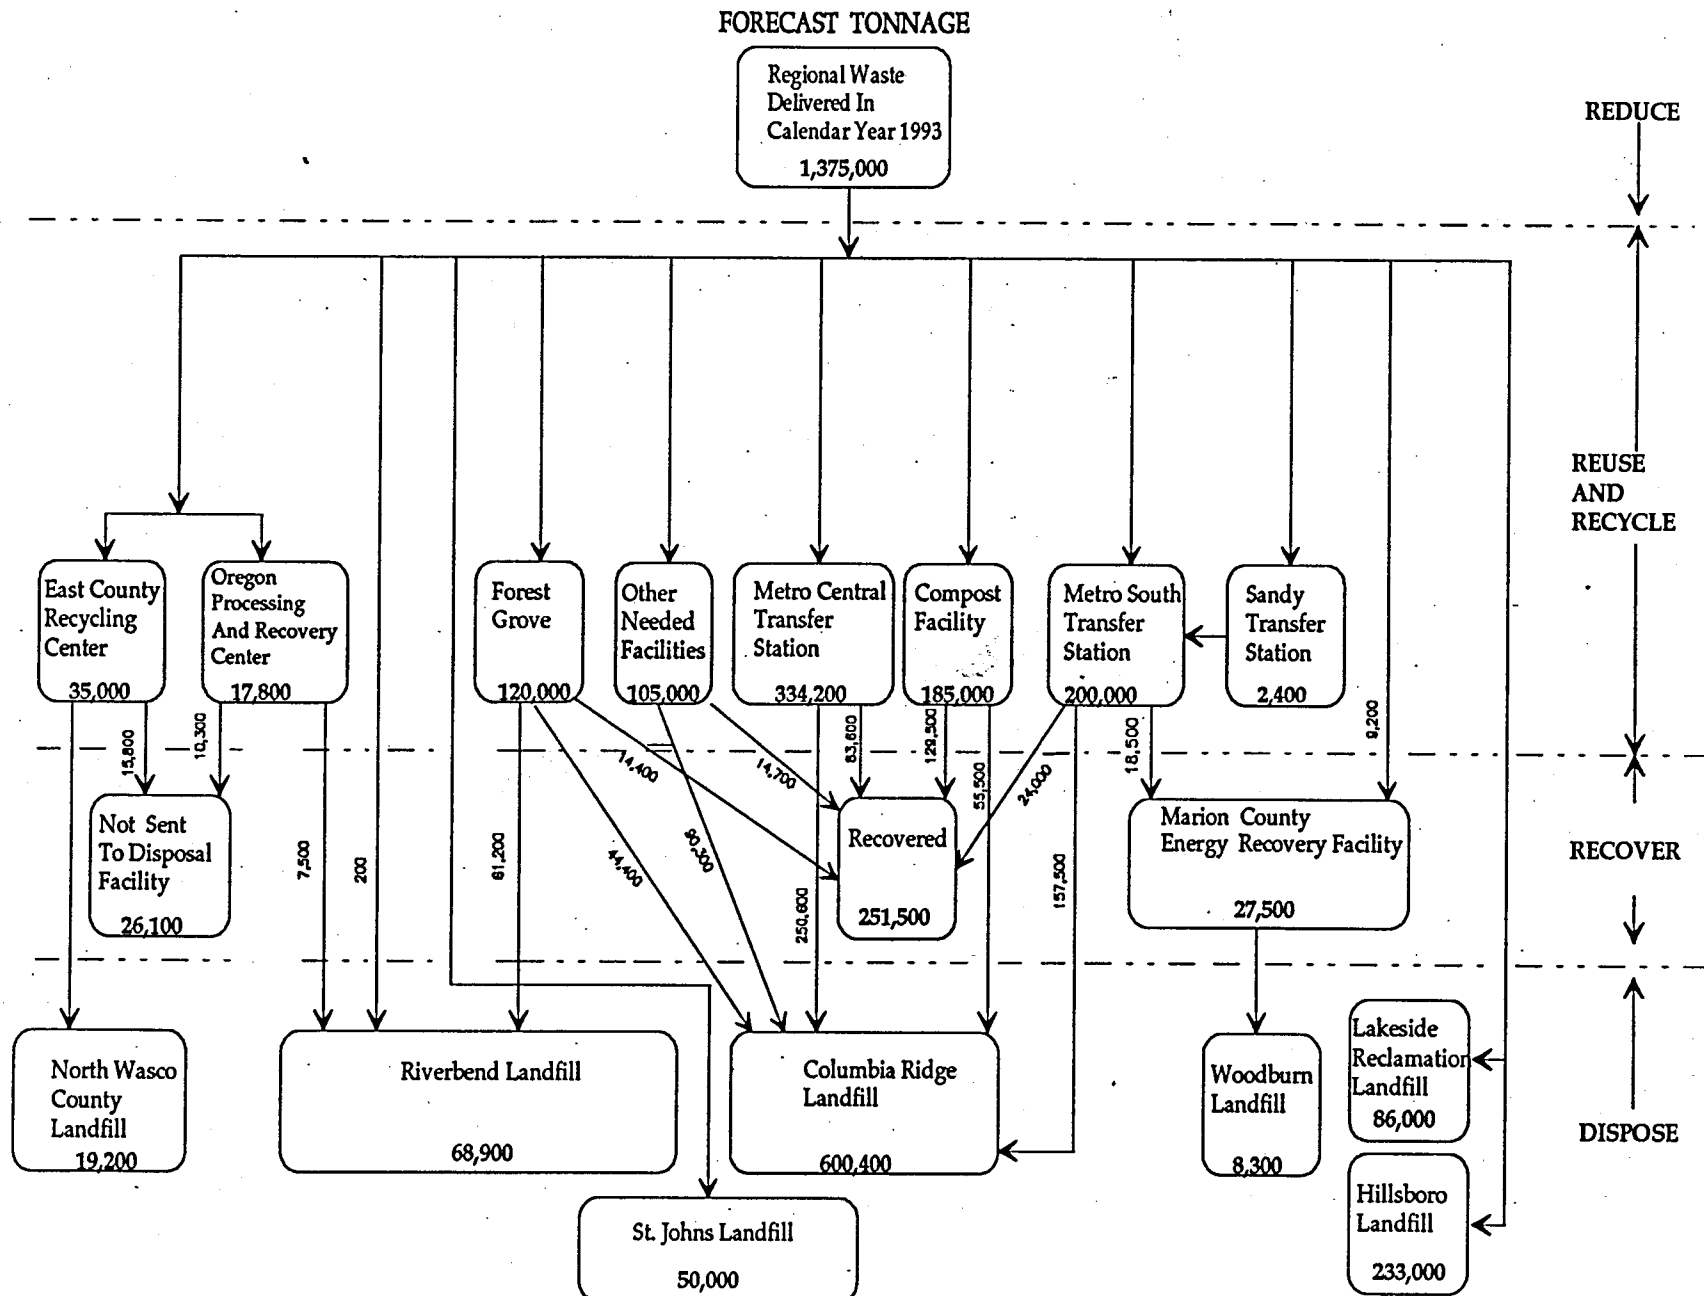 FORECAST TONNAGE
Regional Waste
Delivered In
Calendar Year 1993
1,375,000
REDUCE
REUSE
AND
RECYCLE
East County
Recycling
Center
35,000
Oregon
Processing
And Recovery
Center
17,800
Forest
Grove
120,000
Other
Needed
Facilities
105,000
Metro Central
Transfer
Station
334,200
Compost
Facility
185,000
Metro South
Transfer
Station
200,000
Sandy
Transfer
Station
2,400
15,800
10,300
7,500
200
61,200
44,400
14,400
90,300
14,700
250,600
83,600
129,500
55,500
24,000
157,500
18,500
9,200
Not Sent
To Disposal
Facility
26,100
Recovered
251,500
Marion County
Energy Recovery Facility
27,500
RECOVER
North Wasco
County
Landfill
19,200
Riverbend Landfill
68,900
Columbia Ridge
Landfill
600,400
Woodburn
Landfill
8,300
Lakeside
Reclamation
Landfill
86,000
DISPOSE
St. Johns Landfill
50,000
Hillsboro
Landfill
233,000